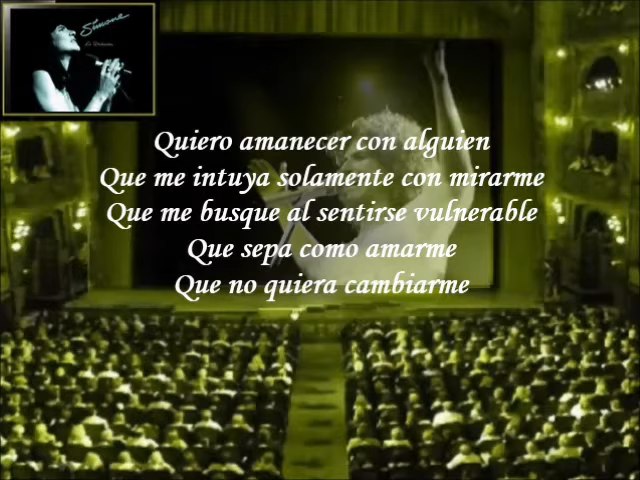 Simone
Quiero amanecer con alguien
Que me intuya solamente con mirarme
Que me busque al sentirse vulnerable
Que sepa como amarme
Que no quiera cambiarme